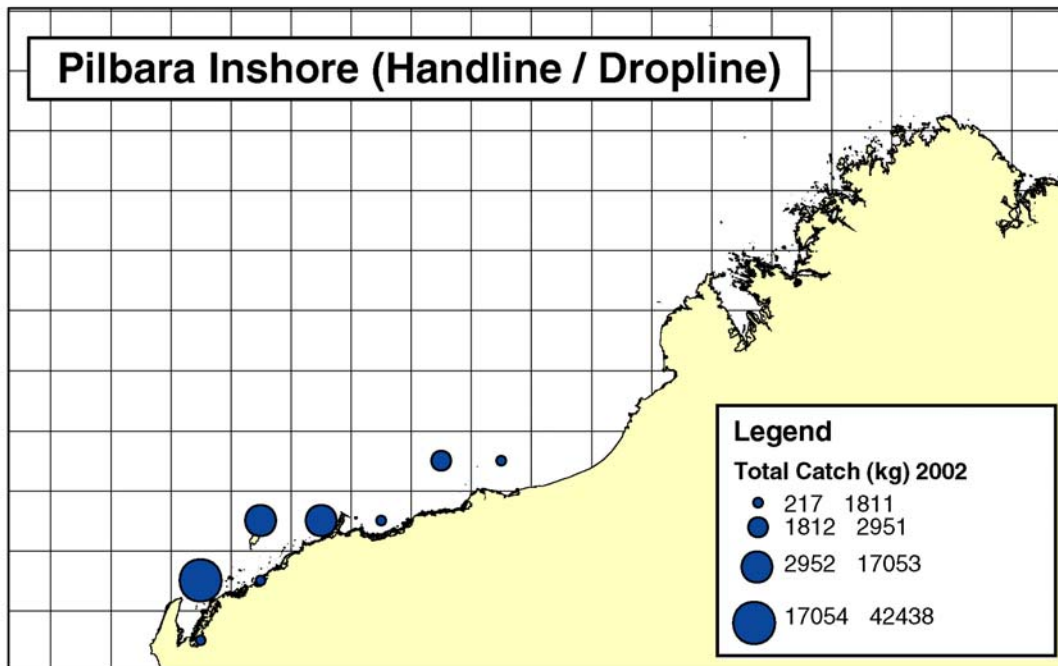 Pilbara Inshore (Handline / Dropline)
Legend
Total Catch (kg) 2002
217 1811
1812 2951
2952 17053
17054 42438